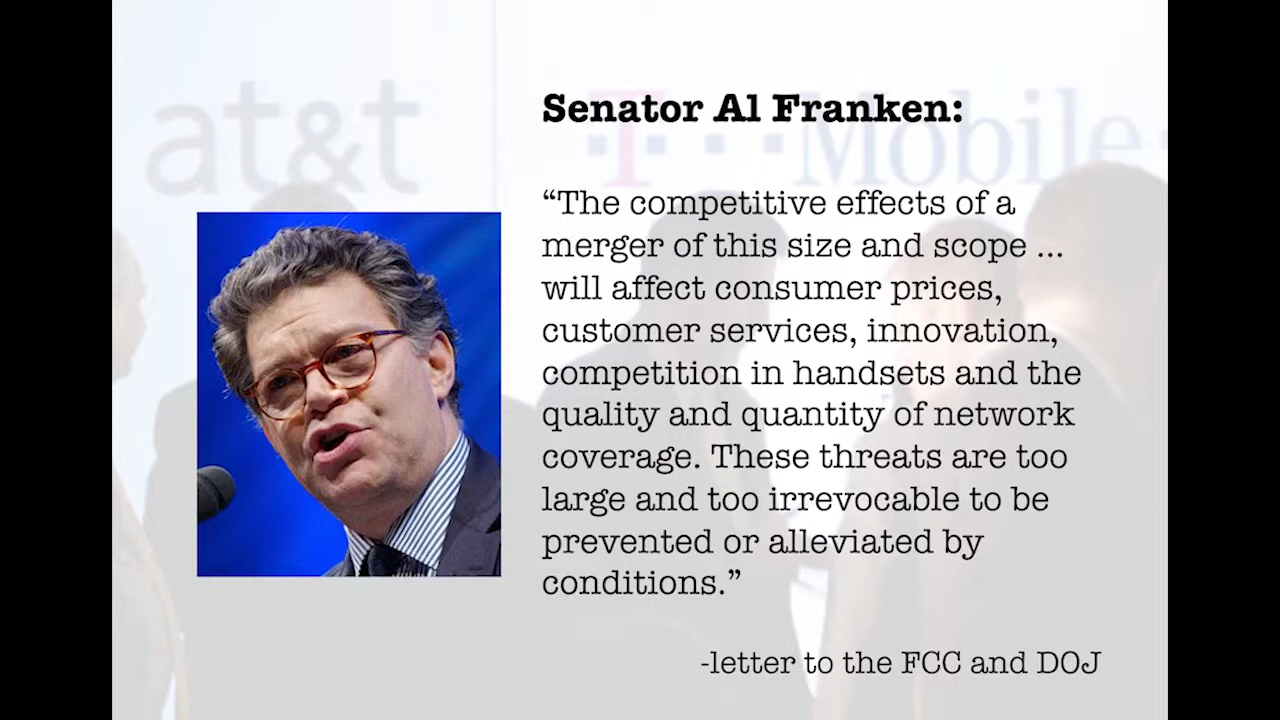 at&t
T··Mobile·
Senator Al Franken:
“The competitive effects of a
merger of this size and scope ...
will affect consumer prices,
customer services, innovation,
competition in handsets and the
quality and quantity of network
coverage. These threats are too
large and too irrevocable to be
prevented or alleviated by
conditions.”
-letter to the FCC and DOJ